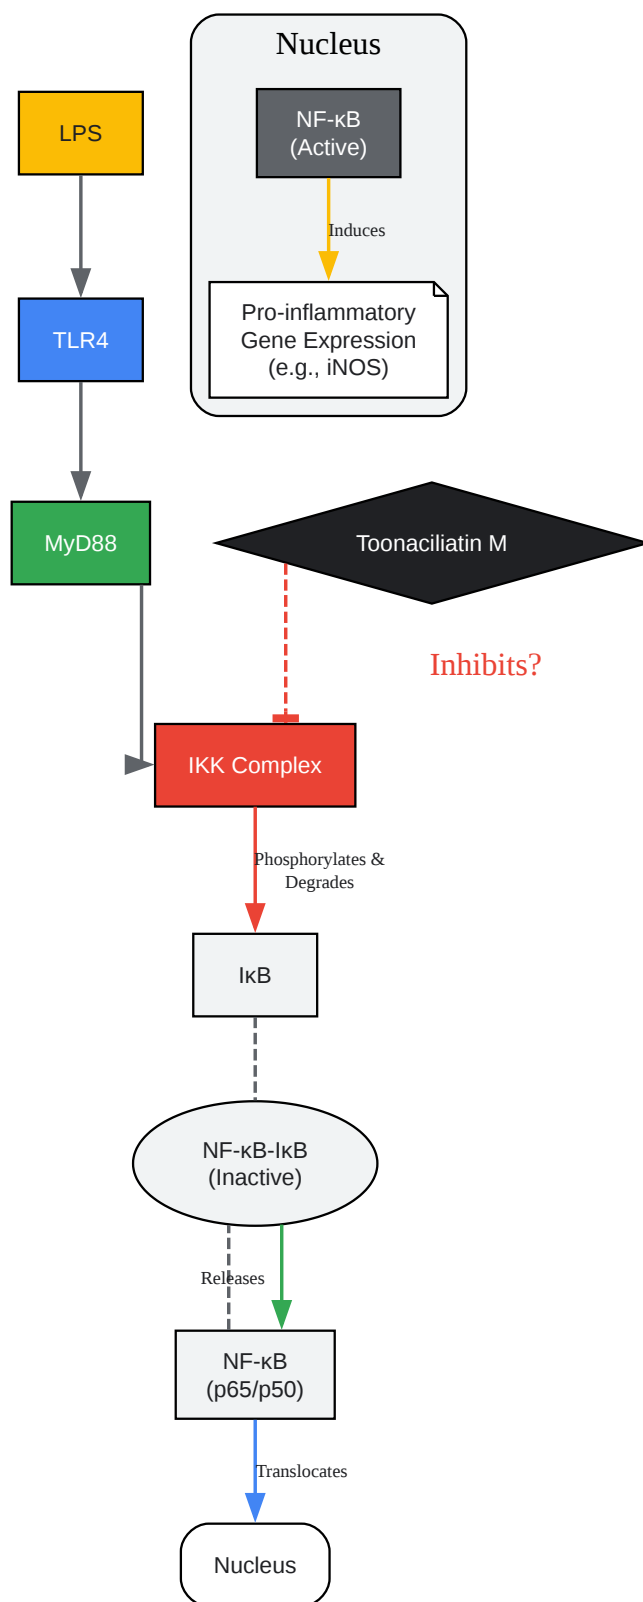 Nucleus
LPS
NF-κB
(Active)
Induces
TLR4
Pro-inflammatory
Gene Expression
(e.g., iNOS)
MyD88
Toonaciliatin M
Inhibits?
IKK Complex
Phosphorylates &
Degrades
IκB
NF-κB-IκB
(Inactive)
Releases
NF-κB
(p65/p50)
Translocates
Nucleus